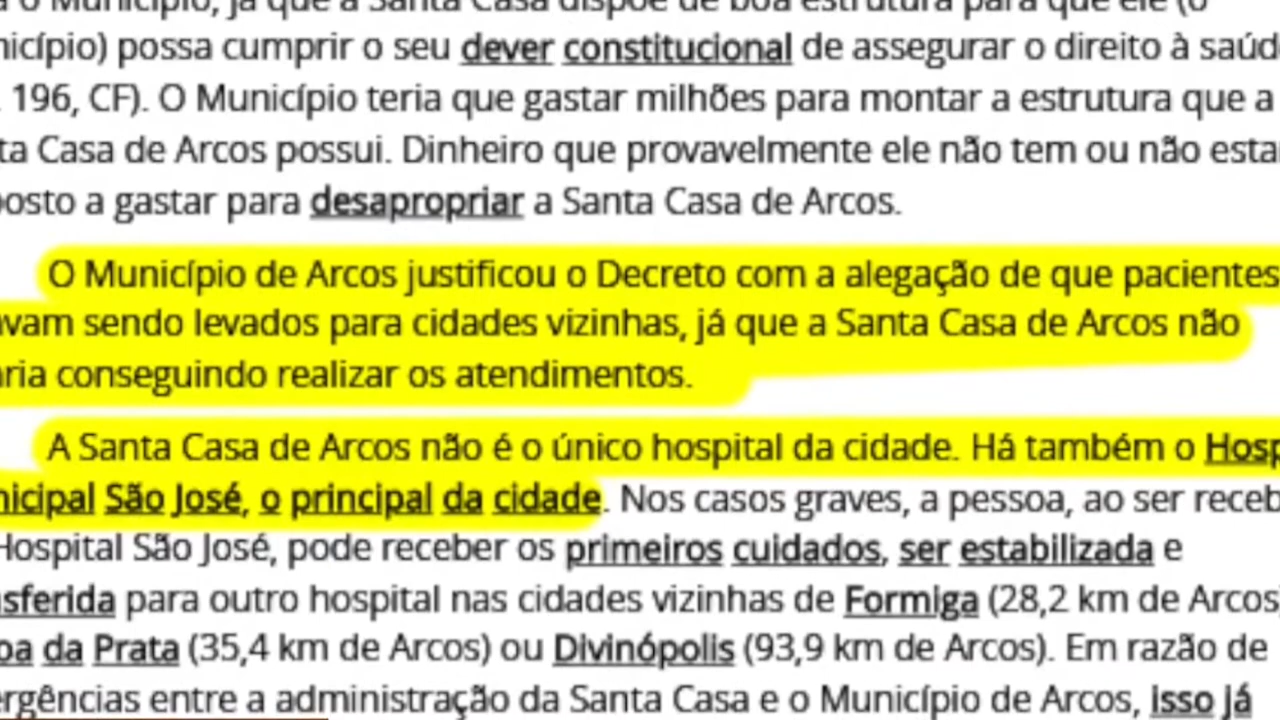 o Município, já que a Santa Casa dispõe de boa estrutura para que ele (o
nicípio) possa cumprir o seu dever constitucional de assegurar o direito à saúd
196, CF). O Município teria que gastar milhões para montar a estrutura que a
ta Casa de Arcos possui. Dinheiro que provavelmente ele não tem ou não esta
posto a gastar para desapropriar a Santa Casa de Arcos.
O Município de Arcos justificou o Decreto com a alegação de que pacientes
avam sendo levados para cidades vizinhas, já que a Santa Casa de Arcos não
aria conseguindo realizar os atendimentos.
A Santa Casa de Arcos não é o único hospital da cidade. Há também o Hosp
nicipal São José, o principal da cidade. Nos casos graves, a pessoa, ao ser receb
Hospital São José, pode receber os primeiros cuidados, ser estabilizada e
nsferida para outro hospital nas cidades vizinhas de Formiga (28,2 km de Arcos)
oa da Prata (35,4 km de Arcos) ou Divinópolis (93,9 km de Arcos). Em razão de
ergências entre a administração da Santa Casa e o Município de Arcos, isso já